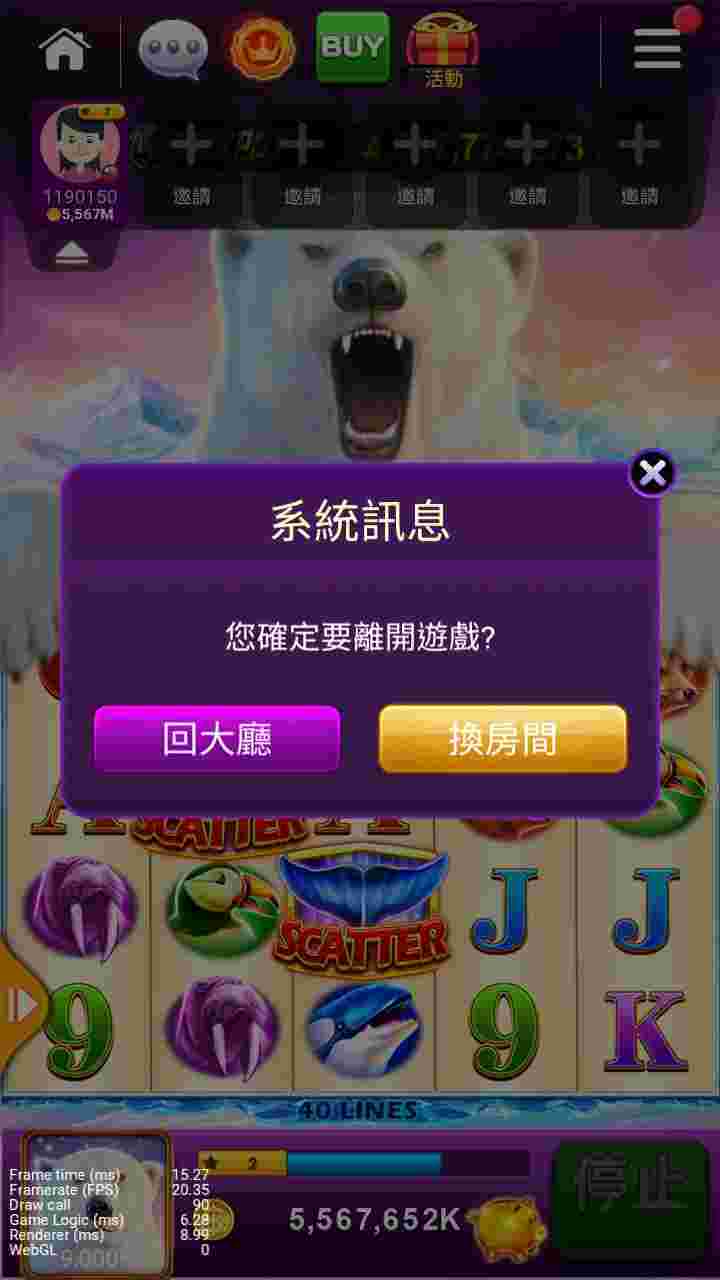 BUY
活動
2
1190150
5,567M
邀請 邀請 邀請 邀請 邀請
系統訊息
您確定要離開遊戲?
回大廳 換房間
A SCATTER A
SCATTER J J
9 9 K
40 LINES
2
停止
5,567,652K
Frame time (ms) 15.27
Framerate (FPS) 20.35
Draw call 90
Game Logic (ms) 6.28
Renderer (ms) 8.99
WebGL 0
9,000